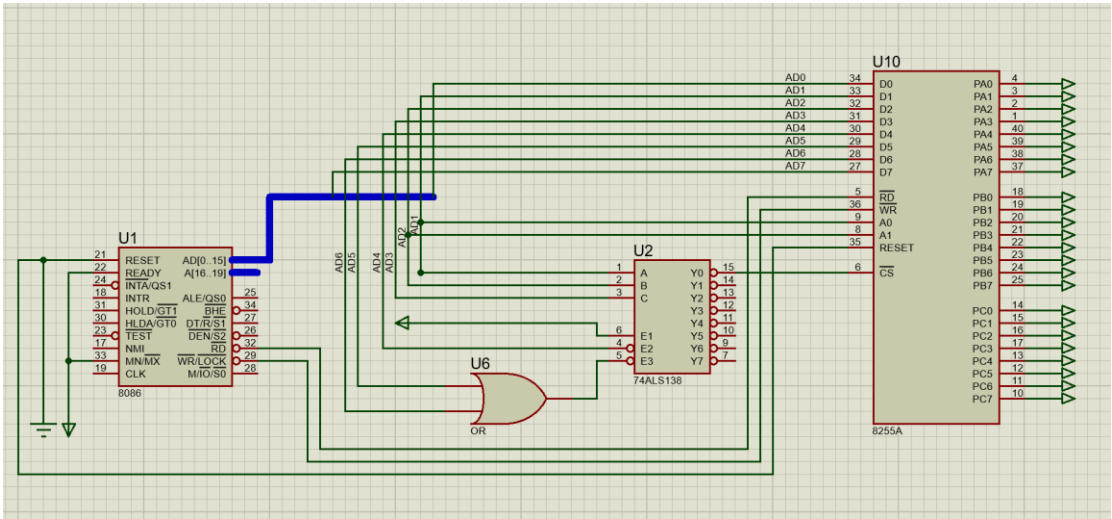 U1
21 RESET AD[0..15]
22 READY A[16..19]
24 INTA/QS1
18 INTR ALE/QS0 25
31 HOLD/GT1 BHE 34
30 HLDA/GT0 DT/R/S1 27
23 TEST DEN/S2 26
17 NMI RD 32
33 MN/MX WR/LOCK 29
19 CLK M/IO/S0 28
8086
AD6
AD5
AD4
AD3
AD2
AD1
U6
OR
U2
1 A Y0 15
2 B Y1 14
3 C Y2 13
Y3 12
Y4 11
6 E1 Y5 10
4 E2 Y6 9
5 E3 Y7 7
74ALS138
U10
AD0 34 D0 PA0 4
AD1 33 D1 PA1 3
AD2 32 D2 PA2 2
AD3 31 D3 PA3 1
AD4 30 D4 PA4 40
AD5 29 D5 PA5 39
AD6 28 D6 PA6 38
AD7 27 D7 PA7 37
5 RD PB0 18
36 WR PB1 19
9 A0 PB2 20
8 A1 PB3 21
35 RESET PB4 22
PB5 23
6 CS PB6 24
PB7 25
PC0 14
PC1 15
PC2 16
PC3 17
PC4 13
PC5 12
PC6 11
PC7 10
8255A